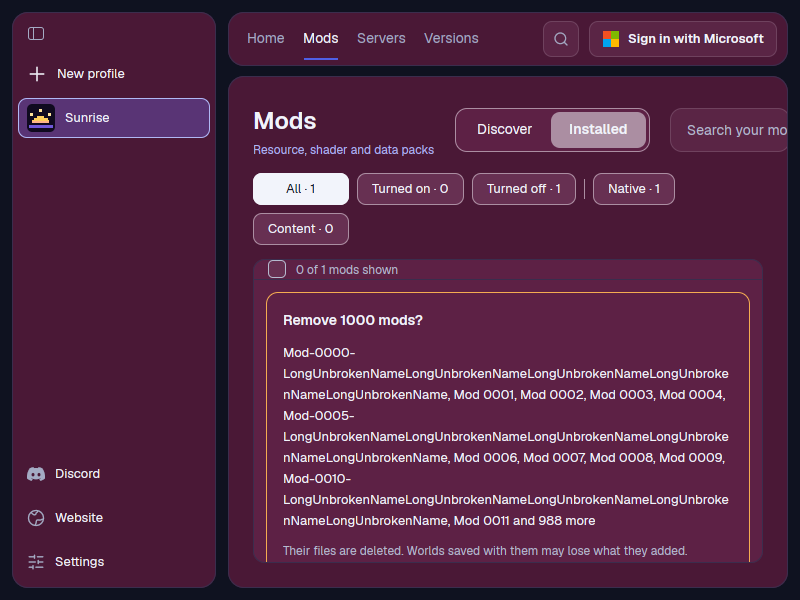 New profile
Sunrise
Discord
Website
Settings
Home Mods Servers Versions
Sign in with Microsoft
Mods
Resource, shader and data packs
Discover Installed
Search your mo
All · 1 Turned on · 0 Turned off · 1 Native · 1
Content · 0
0 of 1 mods shown
Remove 1000 mods?
Mod-0000-
LongUnbrokenNameLongUnbrokenNameLongUnbrokenNameLongUnbroke
nNameLongUnbrokenName, Mod 0001, Mod 0002, Mod 0003, Mod 0004,
Mod-0005-
LongUnbrokenNameLongUnbrokenNameLongUnbrokenNameLongUnbroke
nNameLongUnbrokenName, Mod 0006, Mod 0007, Mod 0008, Mod 0009,
Mod-0010-
LongUnbrokenNameLongUnbrokenNameLongUnbrokenNameLongUnbroke
nNameLongUnbrokenName, Mod 0011 and 988 more
Their files are deleted. Worlds saved with them may lose what they added.